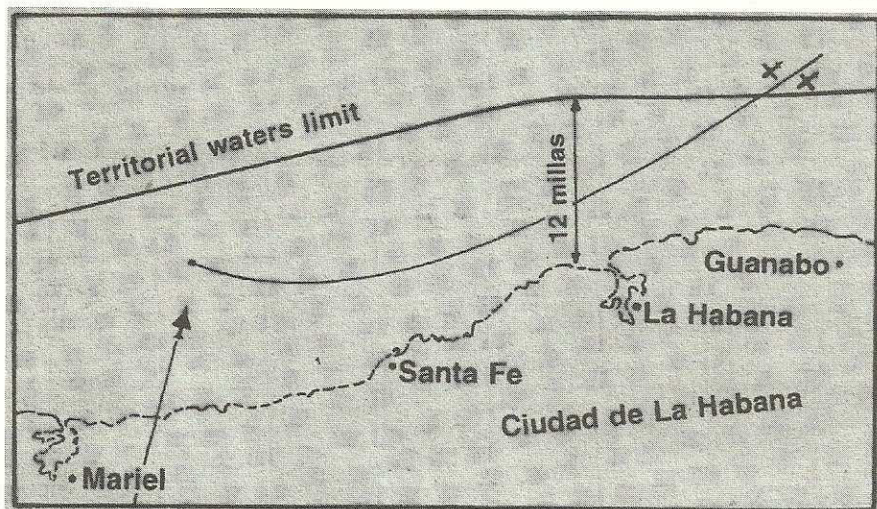 Territorial waters limit
12 millas
Guanabo
La Habana
Santa Fe
Ciudad de La Habana
Mariel